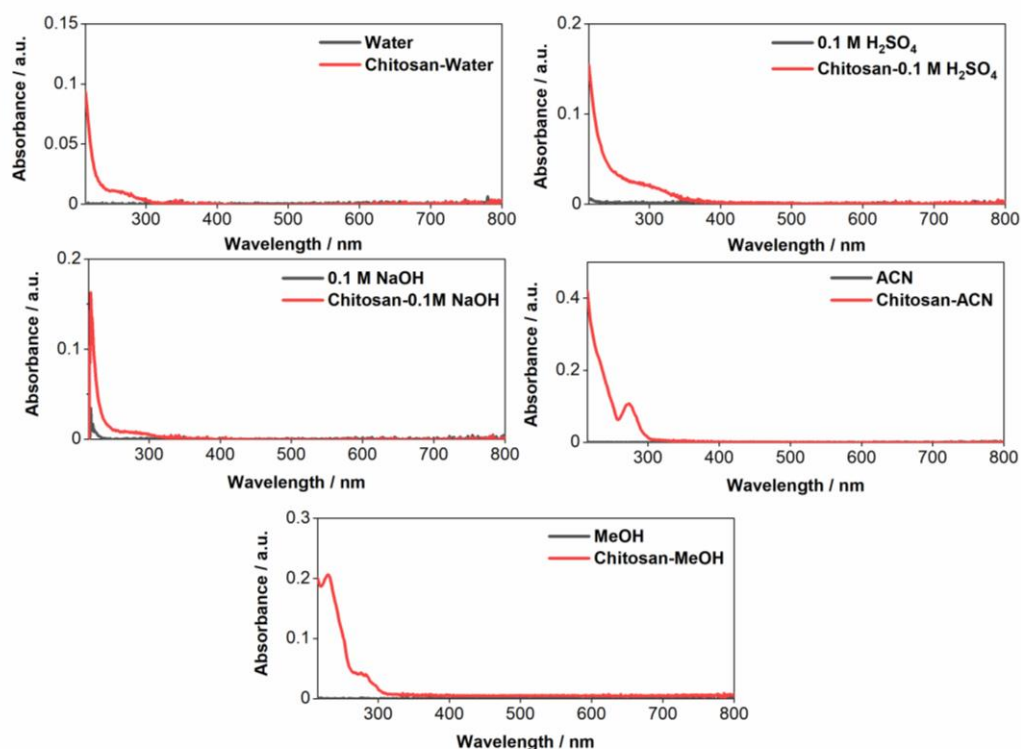 0.15
0.1
0.05
0
Absorbance / a.u.
Water
Chitosan-Water
300 400 500 600 700 800
Wavelength / nm
0.2
0.1
0
Absorbance / a.u.
0.1 M H₂SO₄
Chitosan-0.1 M H₂SO₄
300 400 500 600 700 800
Wavelength / nm
0.2
0.1
0
Absorbance / a.u.
0.1 M NaOH
Chitosan-0.1M NaOH
300 400 500 600 700 800
Wavelength / nm
0.4
0.2
0
Absorbance / a.u.
ACN
Chitosan-ACN
300 400 500 600 700 800
Wavelength / nm
0.3
0.2
0.1
0
Absorbance / a.u.
MeOH
Chitosan-MeOH
300 400 500 600 700 800
Wavelength / nm